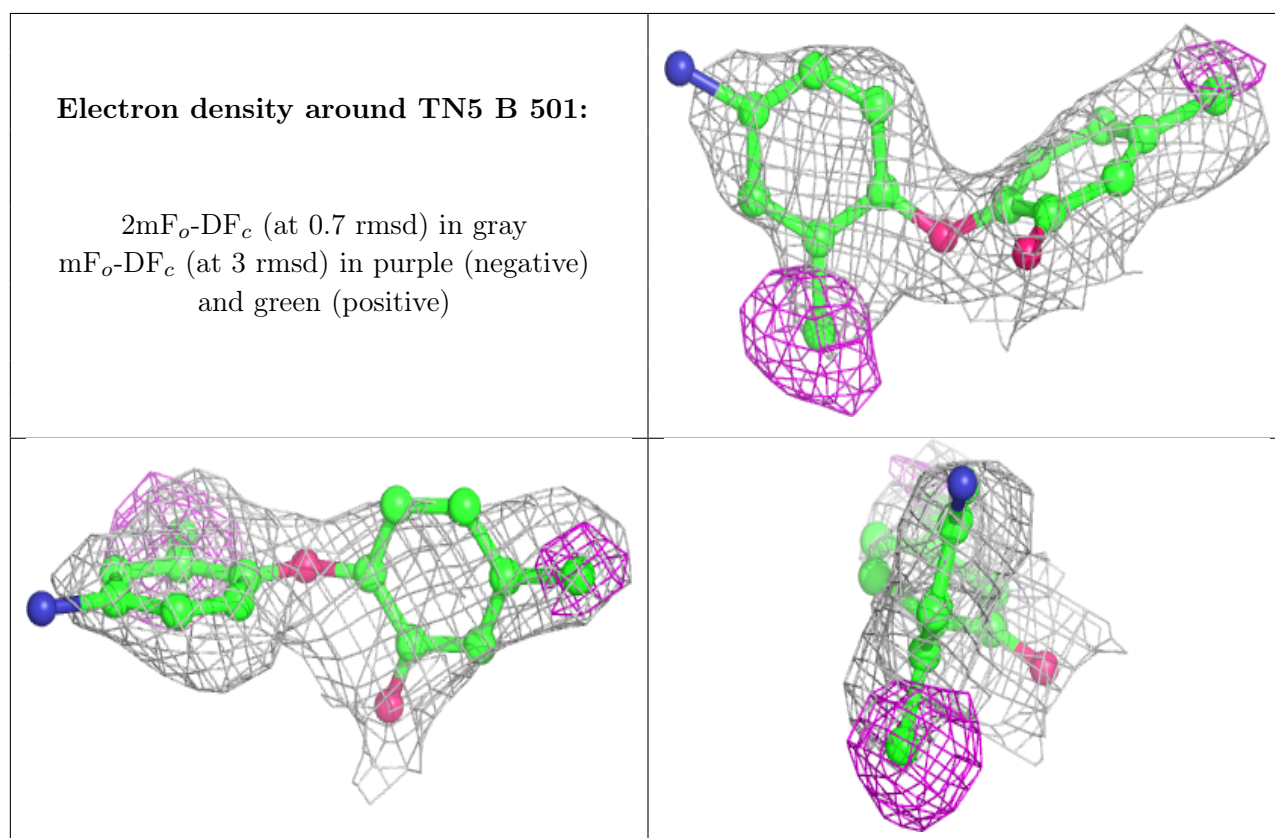 Electron density around TN5 B 501:
2mFo-DFc (at 0.7 rmsd) in gray
mFo-DFc (at 3 rmsd) in purple (negative)
and green (positive)